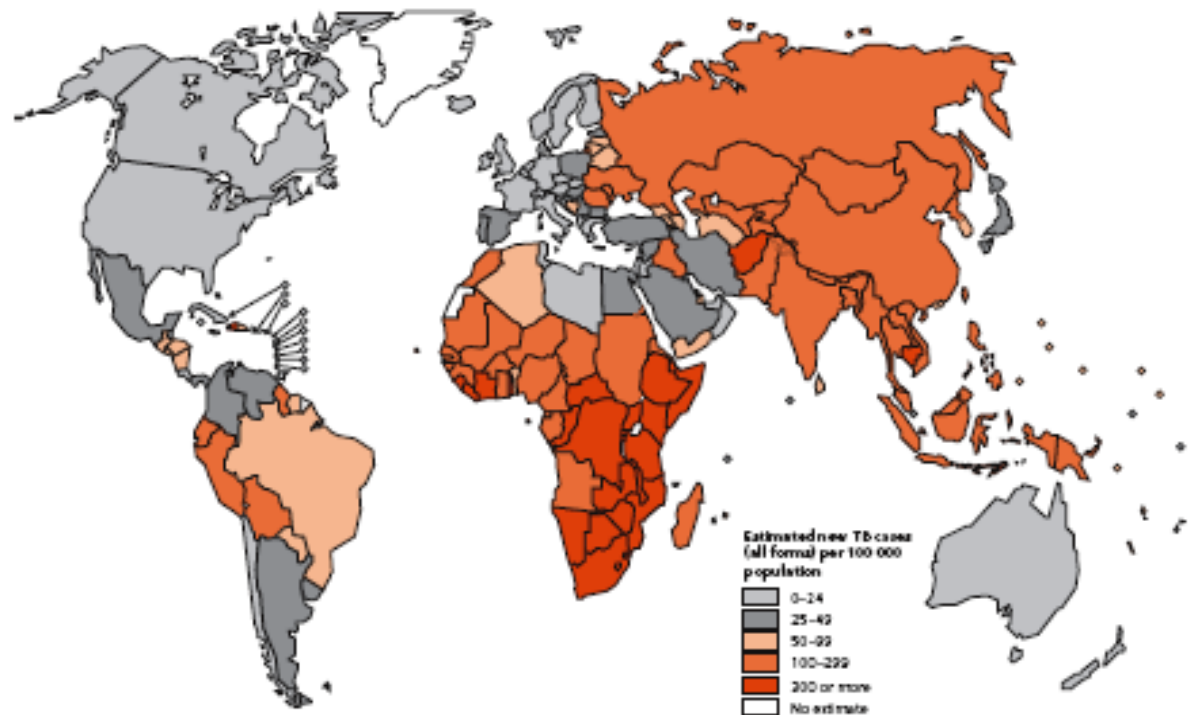 Estimated new TB cases
(all forms) per 100 000
population
0–24
25–49
50–99
100–299
300 or more
No estimate